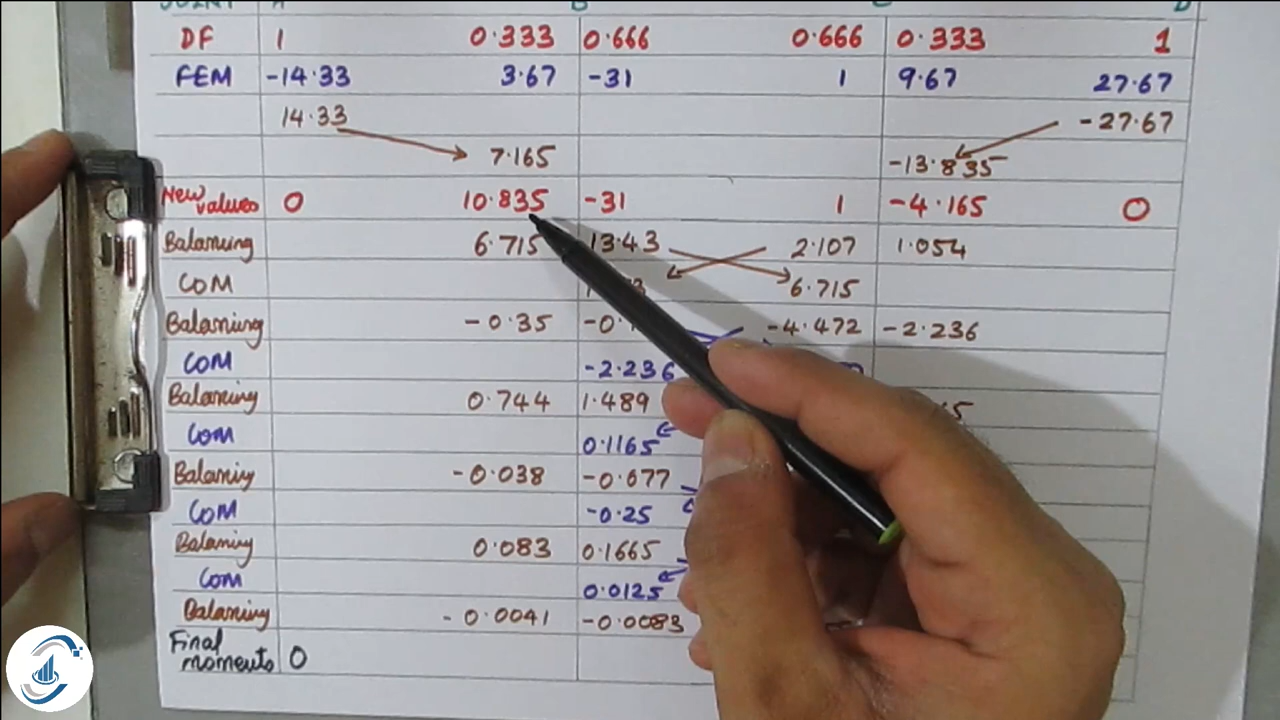 DF 1 0.333 0.666 0.666 0.333 1
FEM -14.33 3.67 -31 1 9.67 27.67
14.33 -27.67
7.165 -13.835
New values 0 10.835 -31 1 -4.165 0
Balancing 6.715 13.43 2.107 1.054
COM 6.715
Balancing -0.35 -4.472 -2.236
COM -2.236
Balancing 0.744 1.489
COM 0.1165
Balancing -0.038 -0.077
COM -0.25
Balancing 0.083 0.1665
COM 0.0125
Balancing -0.0041 -0.0083
Final moments 0